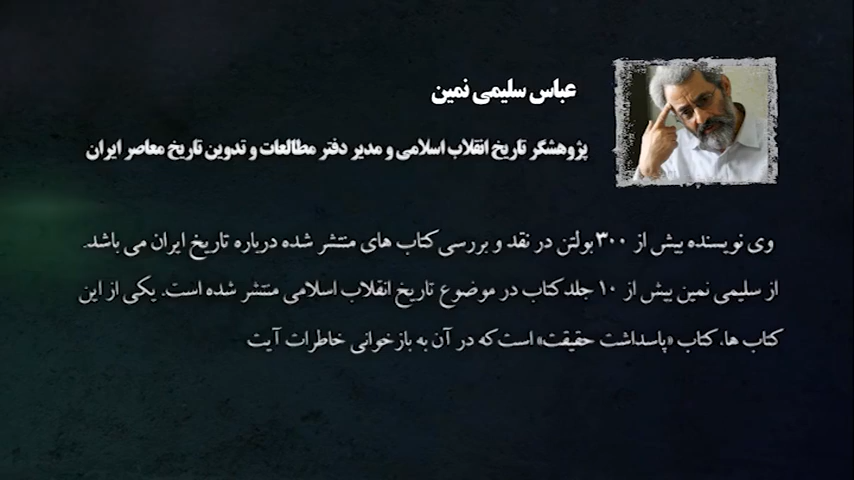 عباس سلیمی نمین
پژوهشگر تاریخ انقلاب اسلامی و مدیر دفتر مطالعات و تدوین تاریخ معاصر ایران
وی نویسنده بیش از ۳۰۰ بولتن در نقد و بررسی کتاب های منتشر شده درباره تاریخ ایران می باشد.
از سلیمی نمین بیش از ۱۰ جلد کتاب در موضوع تاریخ انقلاب اسلامی منتشر شده است. یکی از این
کتاب ها، کتاب «پاسداشت حقیقت» است که در آن به بازخوانی خاطرات آیت